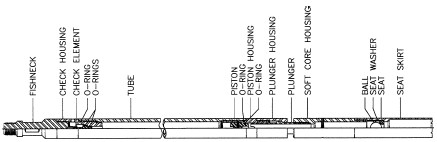 FISHNECK
CHECK HOUSING
CHECK ELEMENT
O-RING
O-RINGS
TUBE
PISTON
O-RING
PISTON HOUSING
O-RING
PLUNGER HOUSING
PLUNGER
SOFT CORE HOUSING
BALL
SEAT WASHER
SEAT
SEAT SKIRT